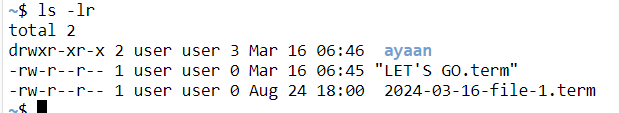 ~$ ls -lr
total 2
drwxr-xr-x 2 user user 3 Mar 16 06:46  ayaan
-rw-r--r-- 1 user user 0 Mar 16 06:45 "LET'S GO.term"
-rw-r--r-- 1 user user 0 Aug 24 18:00  2024-03-16-file-1.term
~$